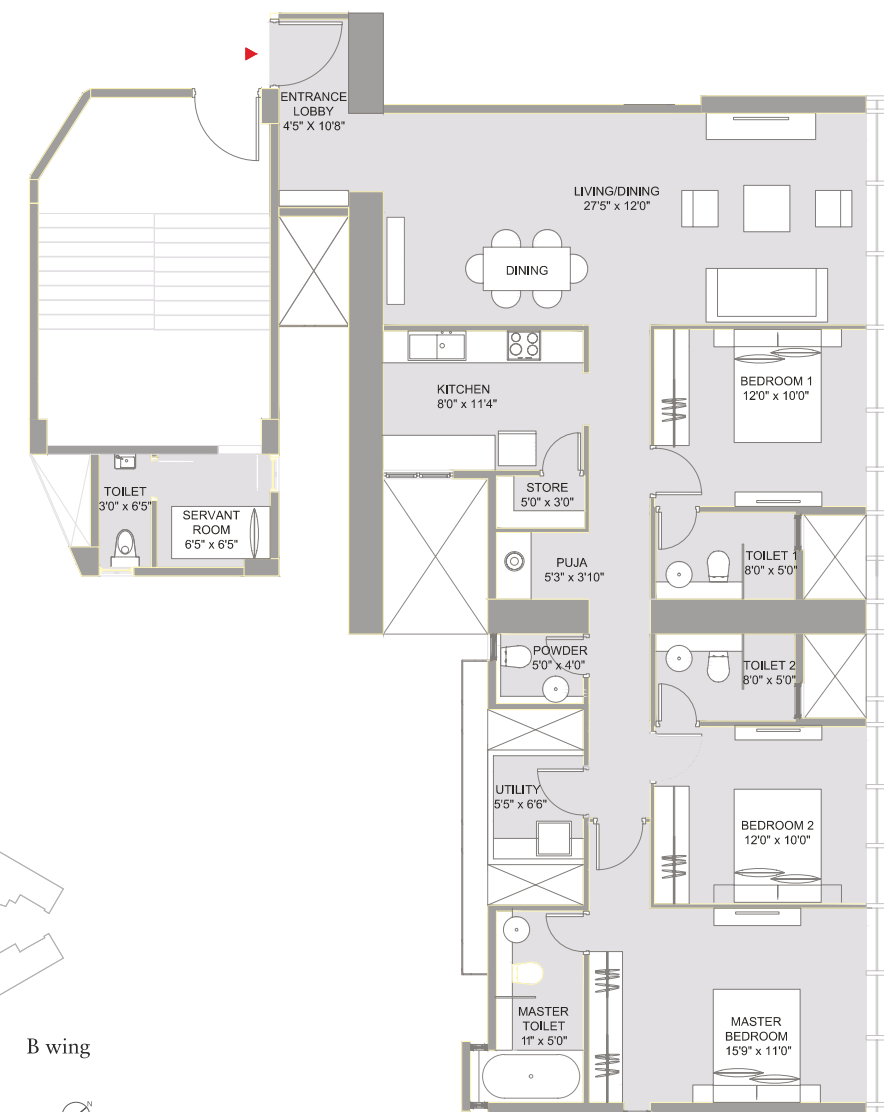 ENTRANCE
LOBBY
4'5" X 10'8"
LIVING/DINING
27'5" x 12'0"
DINING
KITCHEN
8'0" x 11'4"
BEDROOM 1
12'0" x 10'0"
TOILET
3'0" x 6'5"
SERVANT
ROOM
6'5" x 6'5"
STORE
5'0" x 3'0"
PUJA
5'3" x 3'10"
TOILET 1
8'0" x 5'0"
POWDER
5'0" x 4'0"
TOILET 2
8'0" x 5'0"
UTILITY
5'5" x 6'6"
BEDROOM 2
12'0" x 10'0"
MASTER
TOILET
11" x 5'0"
MASTER
BEDROOM
15'9" x 11'0"
B wing
N